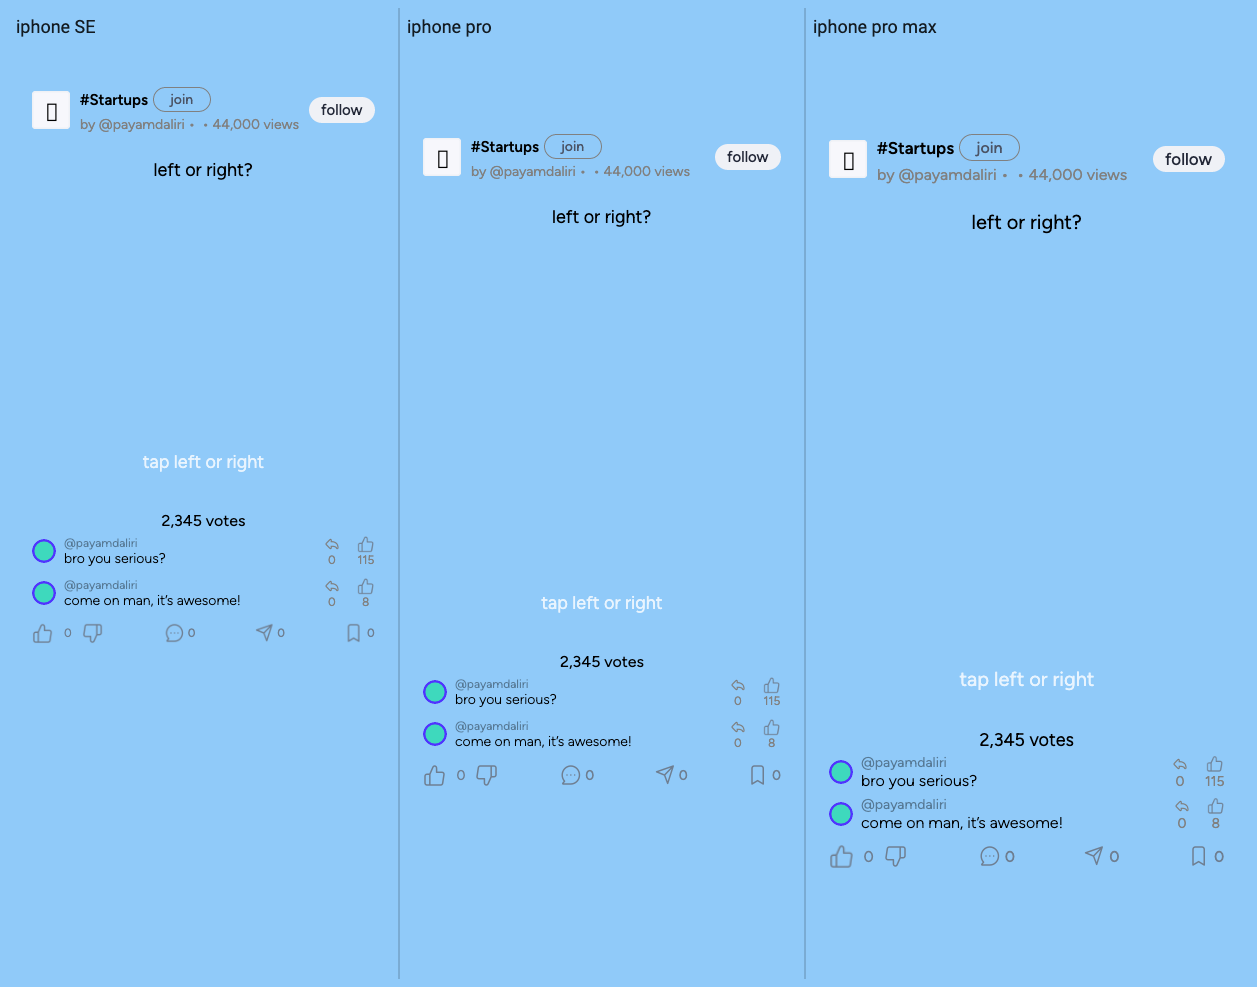 iphone SE
#Startups join
by @payamdaliri • • 44,000 views
follow
left or right?
tap left or right
2,345 votes
@payamdaliri
bro you serious?
0 115
@payamdaliri
come on man, it’s awesome!
0 8
0 0 0 0
iphone pro
#Startups join
by @payamdaliri • • 44,000 views
follow
left or right?
tap left or right
2,345 votes
@payamdaliri
bro you serious?
0 115
@payamdaliri
come on man, it’s awesome!
0 8
0 0 0 0
iphone pro max
#Startups join
by @payamdaliri • • 44,000 views
follow
left or right?
tap left or right
2,345 votes
@payamdaliri
bro you serious?
0 115
@payamdaliri
come on man, it’s awesome!
0 8
0 0 0 0